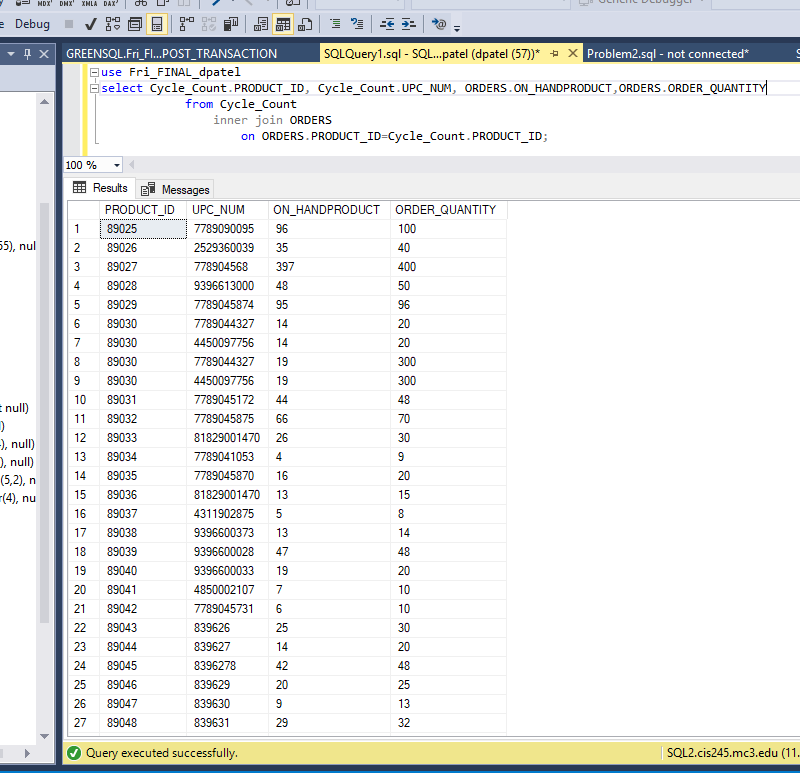 MDX DMX XMLA DAX
Generic Debugger
Debug
GREENSQL.Fri_FI...POST_TRANSACTION SQLQuery1.sql - SQL...patel (dpatel (57))* Problem2.sql - not connected*
use Fri_FINAL_dpatel
select Cycle_Count.PRODUCT_ID, Cycle_Count.UPC_NUM, ORDERS.ON_HANDPRODUCT,ORDERS.ORDER_QUANTITY
from Cycle_Count
inner join ORDERS
on ORDERS.PRODUCT_ID=Cycle_Count.PRODUCT_ID;
100 %
Results Messages
PRODUCT_ID UPC_NUM ON_HANDPRODUCT ORDER_QUANTITY
1 89025 7789090095 96 100
2 89026 2529360039 35 40
3 89027 778904568 397 400
4 89028 9396613000 48 50
5 89029 7789045874 95 96
6 89030 7789044327 14 20
7 89030 4450097756 14 20
8 89030 7789044327 19 300
9 89030 4450097756 19 300
10 89031 7789045172 44 48
11 89032 7789045875 66 70
12 89033 81829001470 26 30
13 89034 7789041053 4 9
14 89035 7789045870 16 20
15 89036 81829001470 13 15
16 89037 4311902875 5 8
17 89038 9396600373 13 14
18 89039 9396600028 47 48
19 89040 9396600033 19 20
20 89041 4850002107 7 10
21 89042 7789045731 6 10
22 89043 839626 25 30
23 89044 839627 14 20
24 89045 8396278 42 48
25 89046 839629 20 25
26 89047 839630 9 13
27 89048 839631 29 32
55), nul
t null)
l)
), null)
), null)
(5,2), n
r(4), nu
Query executed successfully. SQL2.cis245.mc3.edu (11.